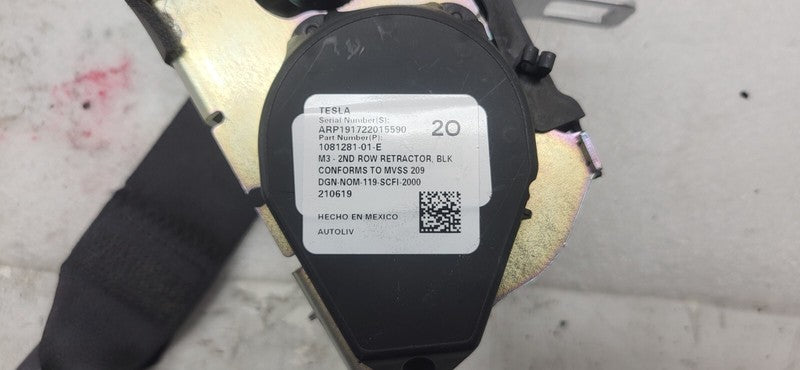 TESLA
Serial Number(S):
ARP191722015590
20
Part Number(P):
1081281-01-E
M3 - 2ND ROW RETRACTOR, BLK
CONFORMS TO MVSS 209
DGN-NOM-119-SCFI-2000
210619
HECHO EN MEXICO
AUTOLIV